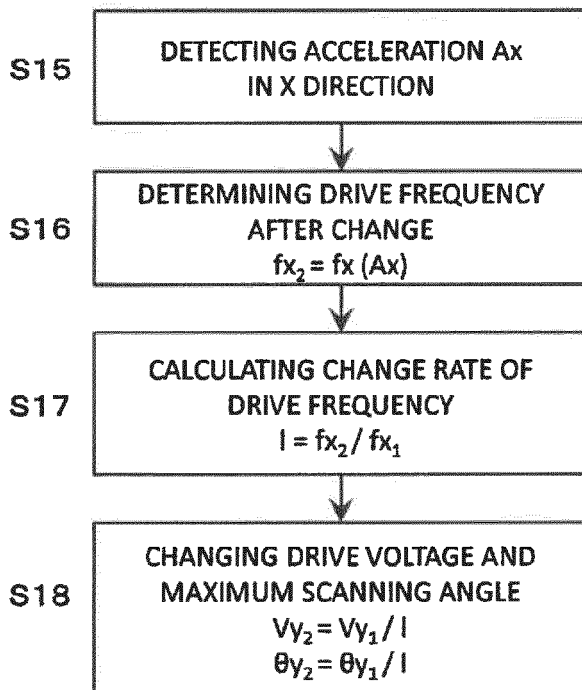 S15
DETECTING ACCELERATION Ax
IN X DIRECTION
S16
DETERMINING DRIVE FREQUENCY
AFTER CHANGE
fx₂ = fx (Ax)
S17
CALCULATING CHANGE RATE OF
DRIVE FREQUENCY
I = fx₂ / fx₁
S18
CHANGING DRIVE VOLTAGE AND
MAXIMUM SCANNING ANGLE
Vy₂ = Vy₁ / I
θy₂ = θy₁ / I